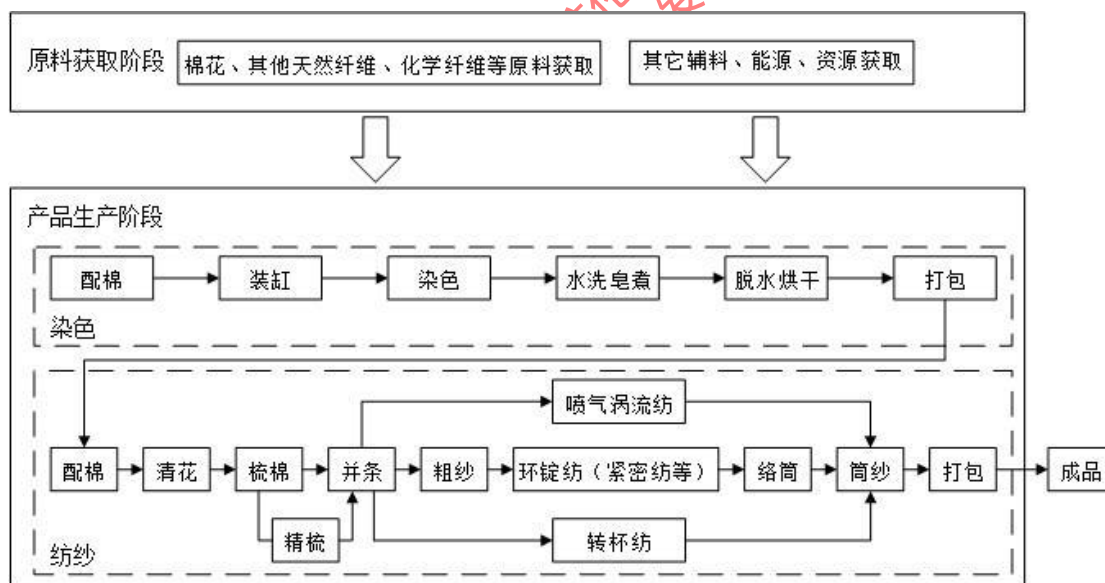 原料获取阶段
棉花、其他天然纤维、化学纤维等原料获取
其它辅料、能源、资源获取
产品生产阶段
配棉
装缸
染色
水洗皂煮
脱水烘干
打包
染色
喷气涡流纺
配棉
清花
梳棉
并条
粗纱
环锭纺（紧密纺等）
络筒
筒纱
打包
成品
精梳
转杯纺
纺纱